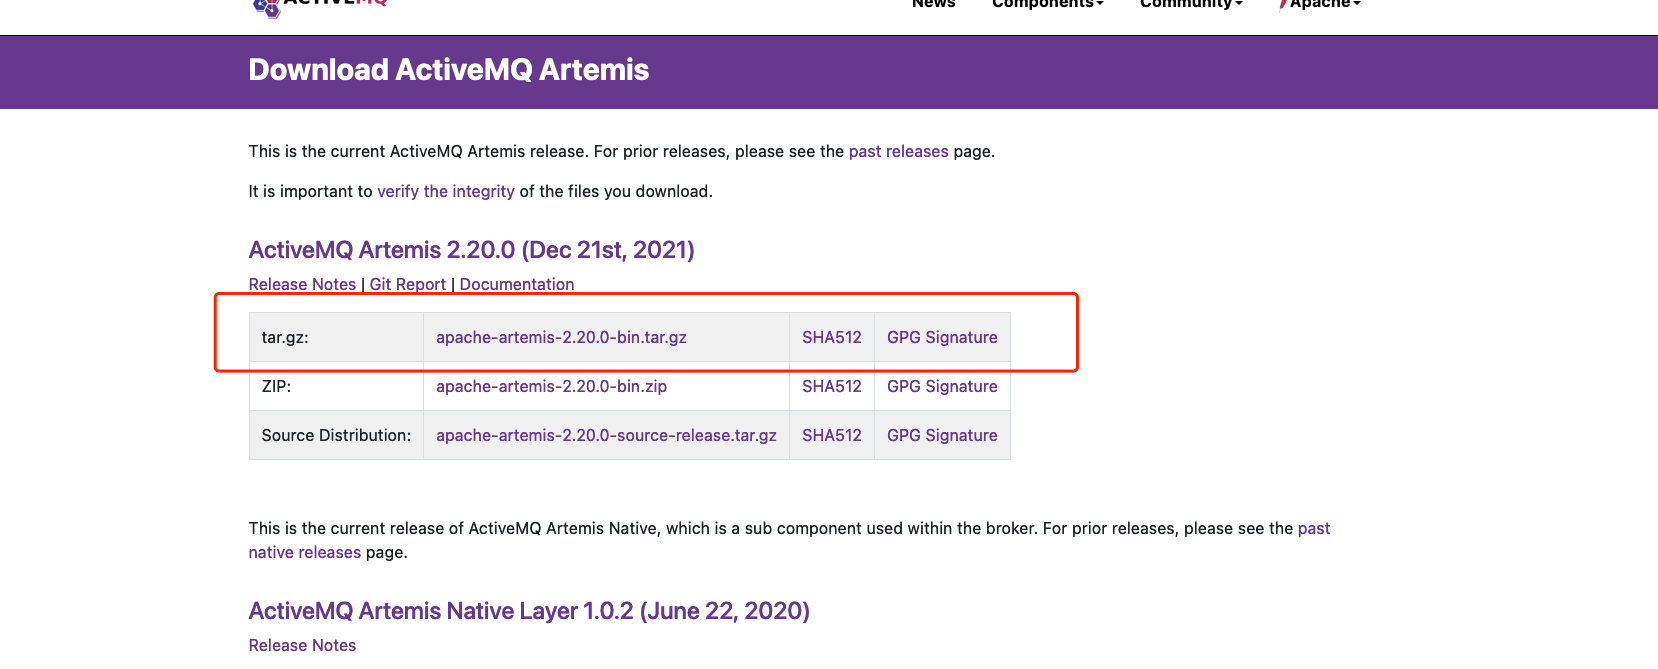 ACTIVEMQ
News Components Community Apache
Download ActiveMQ Artemis
This is the current ActiveMQ Artemis release. For prior releases, please see the past releases page.
It is important to verify the integrity of the files you download.
ActiveMQ Artemis 2.20.0 (Dec 21st, 2021)
Release Notes | Git Report | Documentation
tar.gz: apache-artemis-2.20.0-bin.tar.gz SHA512 GPG Signature
ZIP: apache-artemis-2.20.0-bin.zip SHA512 GPG Signature
Source Distribution: apache-artemis-2.20.0-source-release.tar.gz SHA512 GPG Signature
This is the current release of ActiveMQ Artemis Native, which is a sub component used within the broker. For prior releases, please see the past
native releases page.
ActiveMQ Artemis Native Layer 1.0.2 (June 22, 2020)
Release Notes